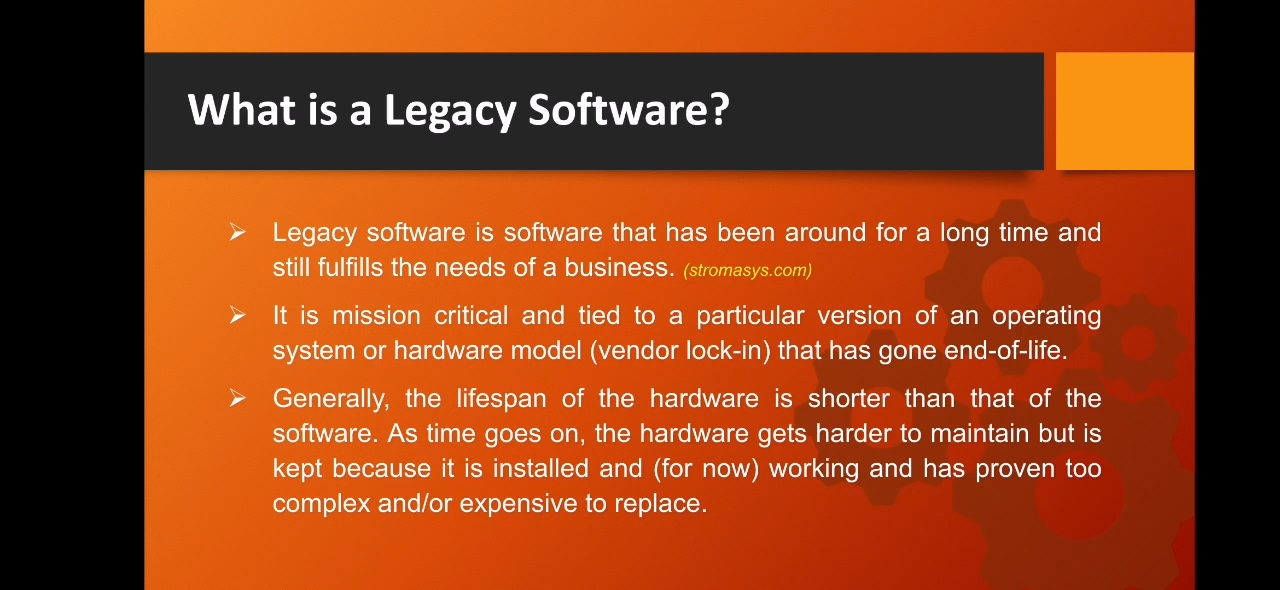 What is a Legacy Software?
➢ Legacy software is software that has been around for a long time and
still fulfills the needs of a business. (stromasys.com)
➢ It is mission critical and tied to a particular version of an operating
system or hardware model (vendor lock-in) that has gone end-of-life.
➢ Generally, the lifespan of the hardware is shorter than that of the
software. As time goes on, the hardware gets harder to maintain but is
kept because it is installed and (for now) working and has proven too
complex and/or expensive to replace.